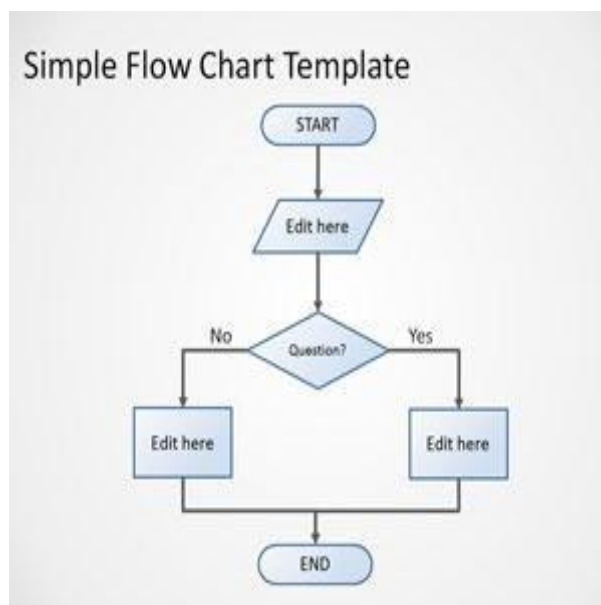 Simple Flow Chart Template
START
Edit here
No
Question?
Yes
Edit here
Edit here
END